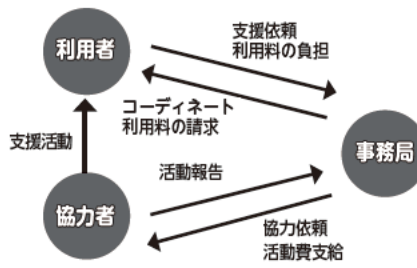 支援依頼
利用料の負担
利用者
コーディネート
利用料の請求
支援活動
事務局
活動報告
協力者
協力依頼
活動費支給